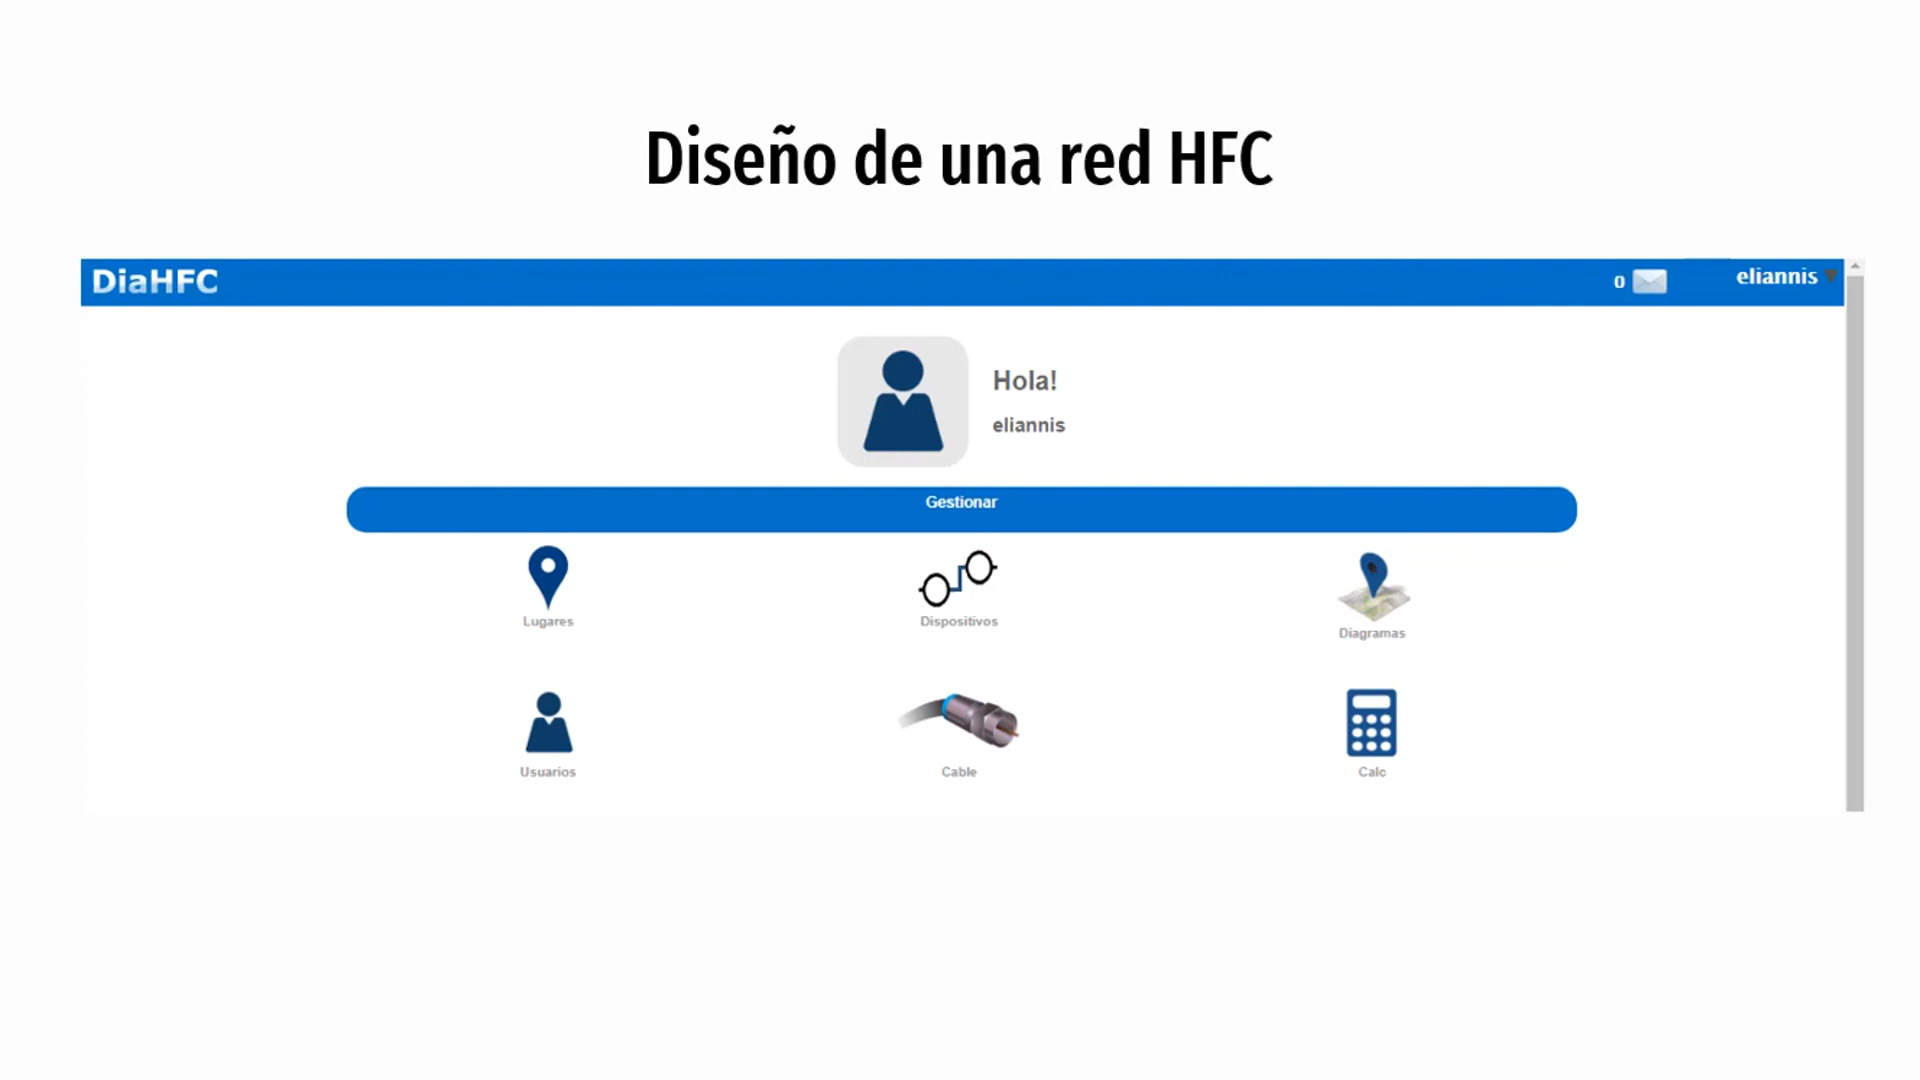 Diseño de una red HFC
DiaHFC
0
eliannis
Hola!
eliannis
Gestionar
Lugares
Dispositivos
Diagramas
Usuarios
Cable
Calc